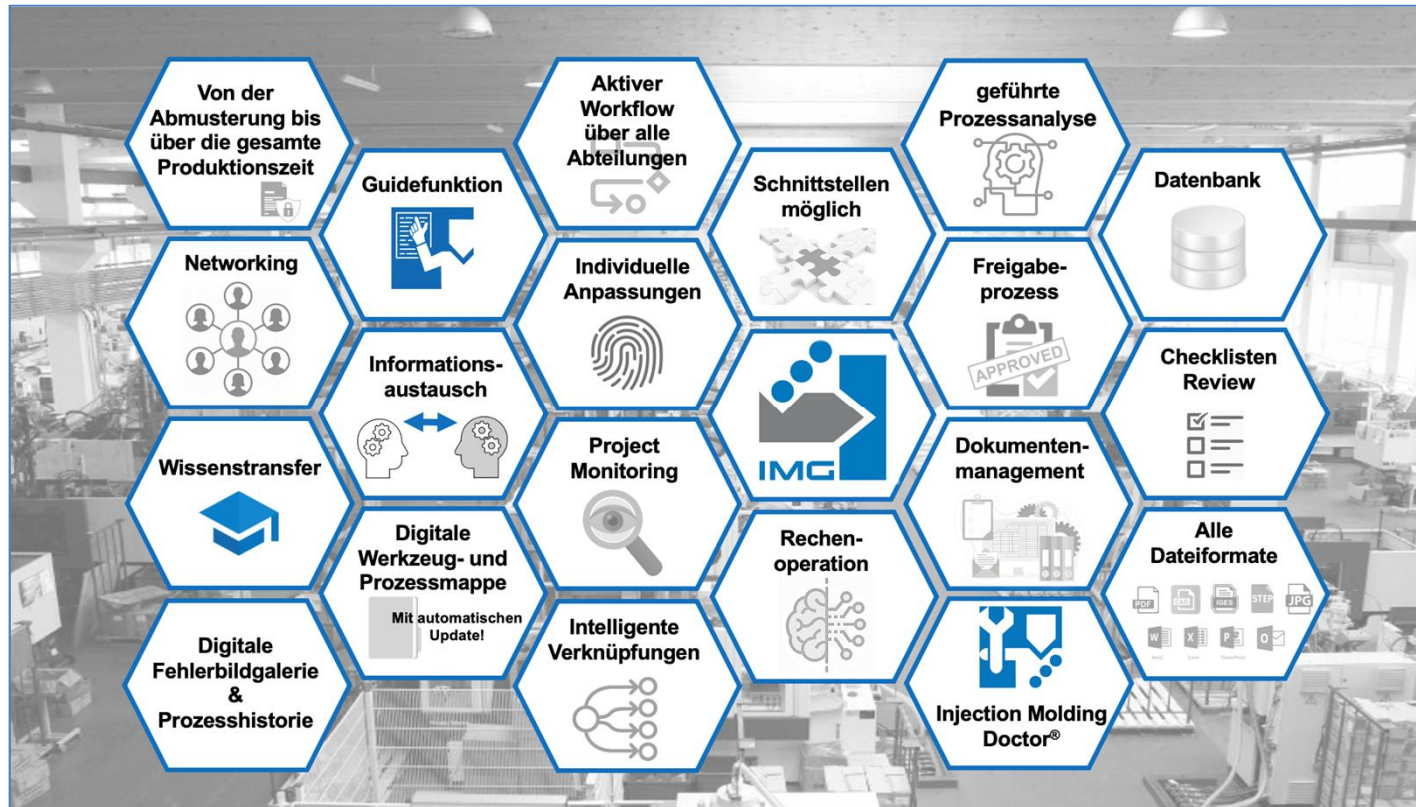 Von der
Abmusterung bis
über die gesamte
Produktionszeit
Guidefunktion
Aktiver
Workflow
über alle
Abteilungen
Schnittstellen
möglich
geführte
Prozessanalyse
Datenbank
Networking
Informations-
austausch
Individuelle
Anpassungen
IMG
Freigabe-
prozess
APPROVED
Checklisten
Review
Wissenstransfer
Digitale
Werkzeug- und
Prozessmappe
Mit automatischen
Update!
Project
Monitoring
Rechen-
operation
Dokumenten-
management
Alle
Dateiformate
PDF
CAD
IGES
STEP
JPG
W
X
P
O
Word
Excel
PowerPoint
Digitale
Fehlerbildgalerie
&
Prozesshistorie
Intelligente
Verknüpfungen
Injection Molding
Doctor®